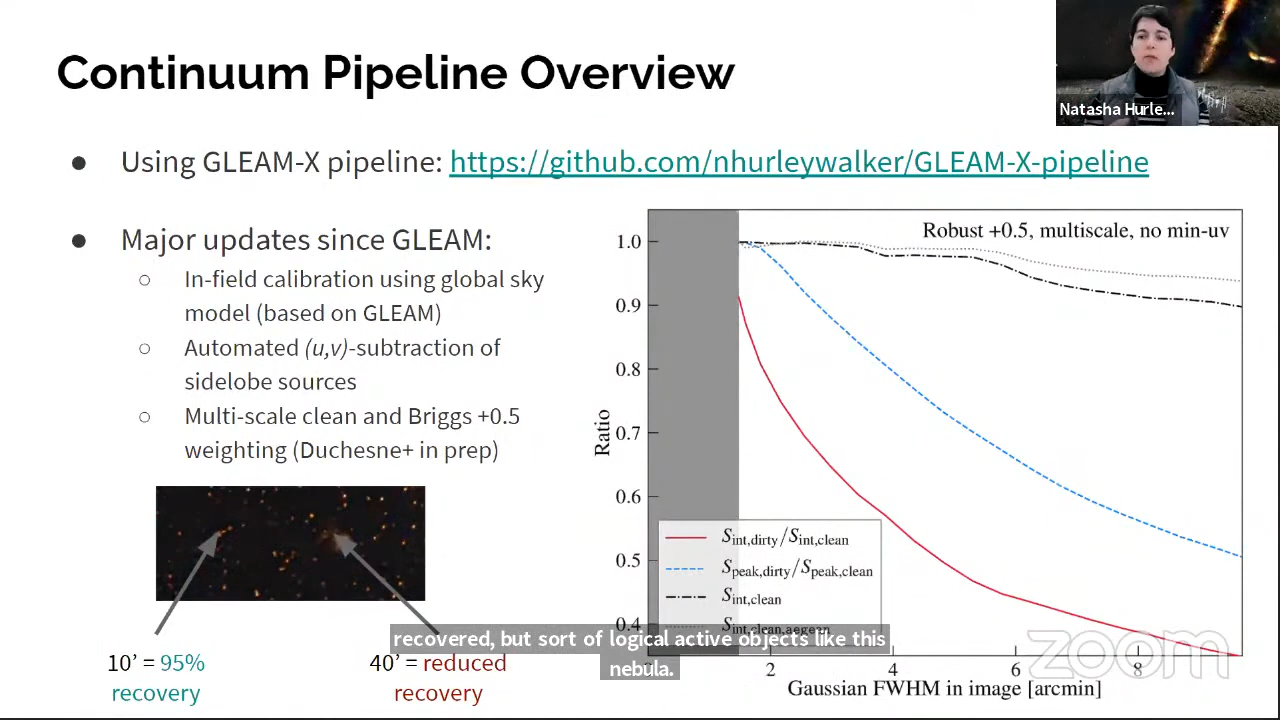 Continuum Pipeline Overview
Natasha Hurle...
● Using GLEAM-X pipeline: https://github.com/nhurleywalker/GLEAM-X-pipeline
● Major updates since GLEAM:
○ In-field calibration using global sky
model (based on GLEAM)
○ Automated (u,v)-subtraction of
sidelobe sources
○ Multi-scale clean and Briggs +0.5
weighting (Duchesne+ in prep)
10’ = 95%
recovery
40’ = reduced
recovery
Robust +0.5, multiscale, no min-uv
Ratio
1.0
0.9
0.8
0.7
0.6
0.5
0.4
S_int,dirty/S_int,clean
S_peak,dirty/S_peak,clean
S_int,clean
S_int,clean,aegean
2 4 6 8
Gaussian FWHM in image [arcmin]
recovered, but sort of logical active objects like this
nebula.
zoom